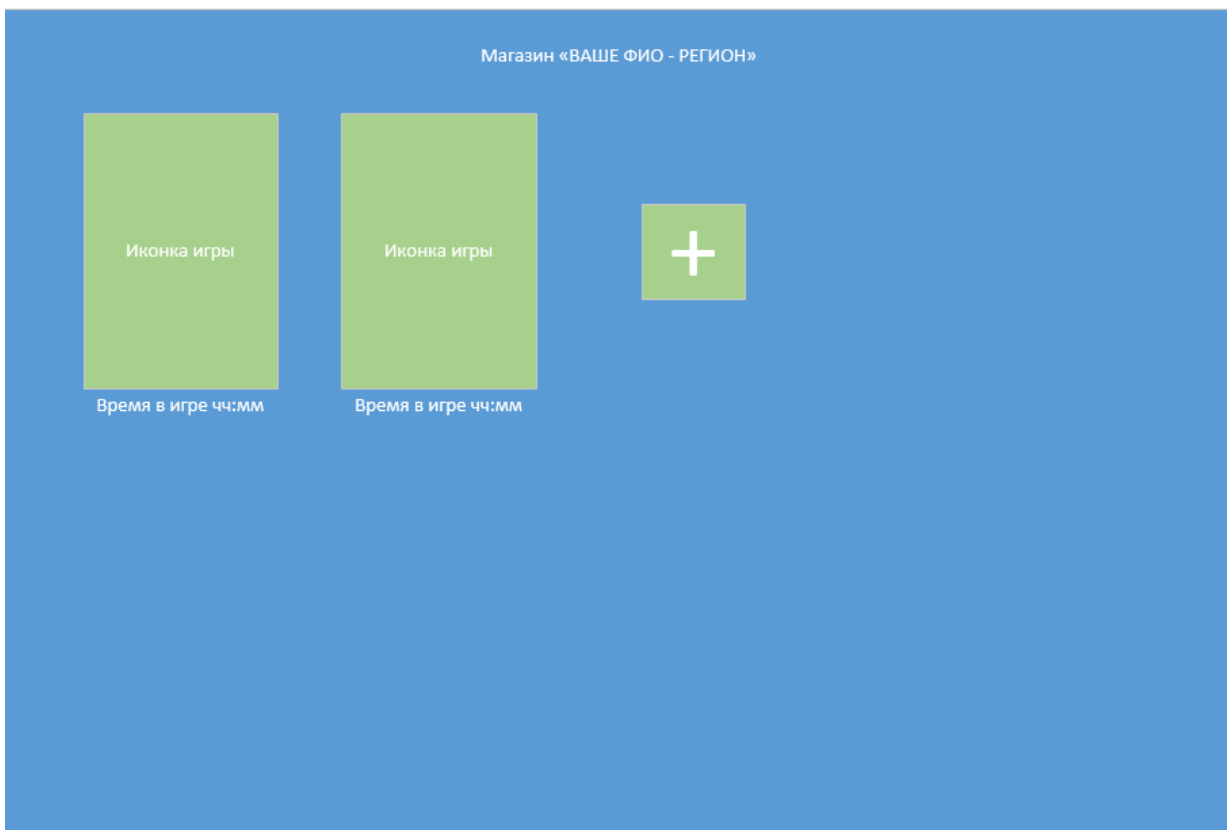 Магазин «ВАШЕ ФИО - РЕГИОН»
Иконка игры
Иконка игры
+
Время в игре чч:мм
Время в игре чч:мм